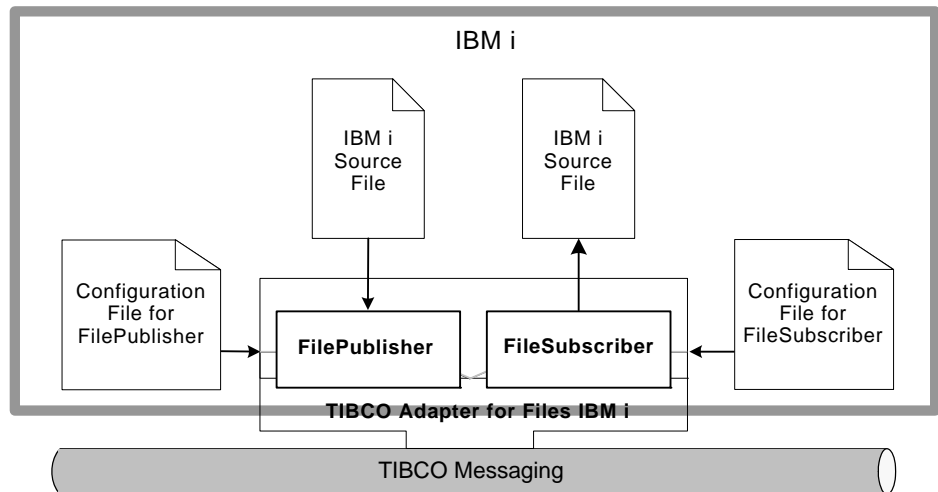 IBM i
IBM i
Source
File
IBM i
Source
File
Configuration
File for
FilePublisher
Configuration
File for
FileSubscriber
FilePublisher
FileSubscriber
TIBCO Adapter for Files IBM i
TIBCO Messaging